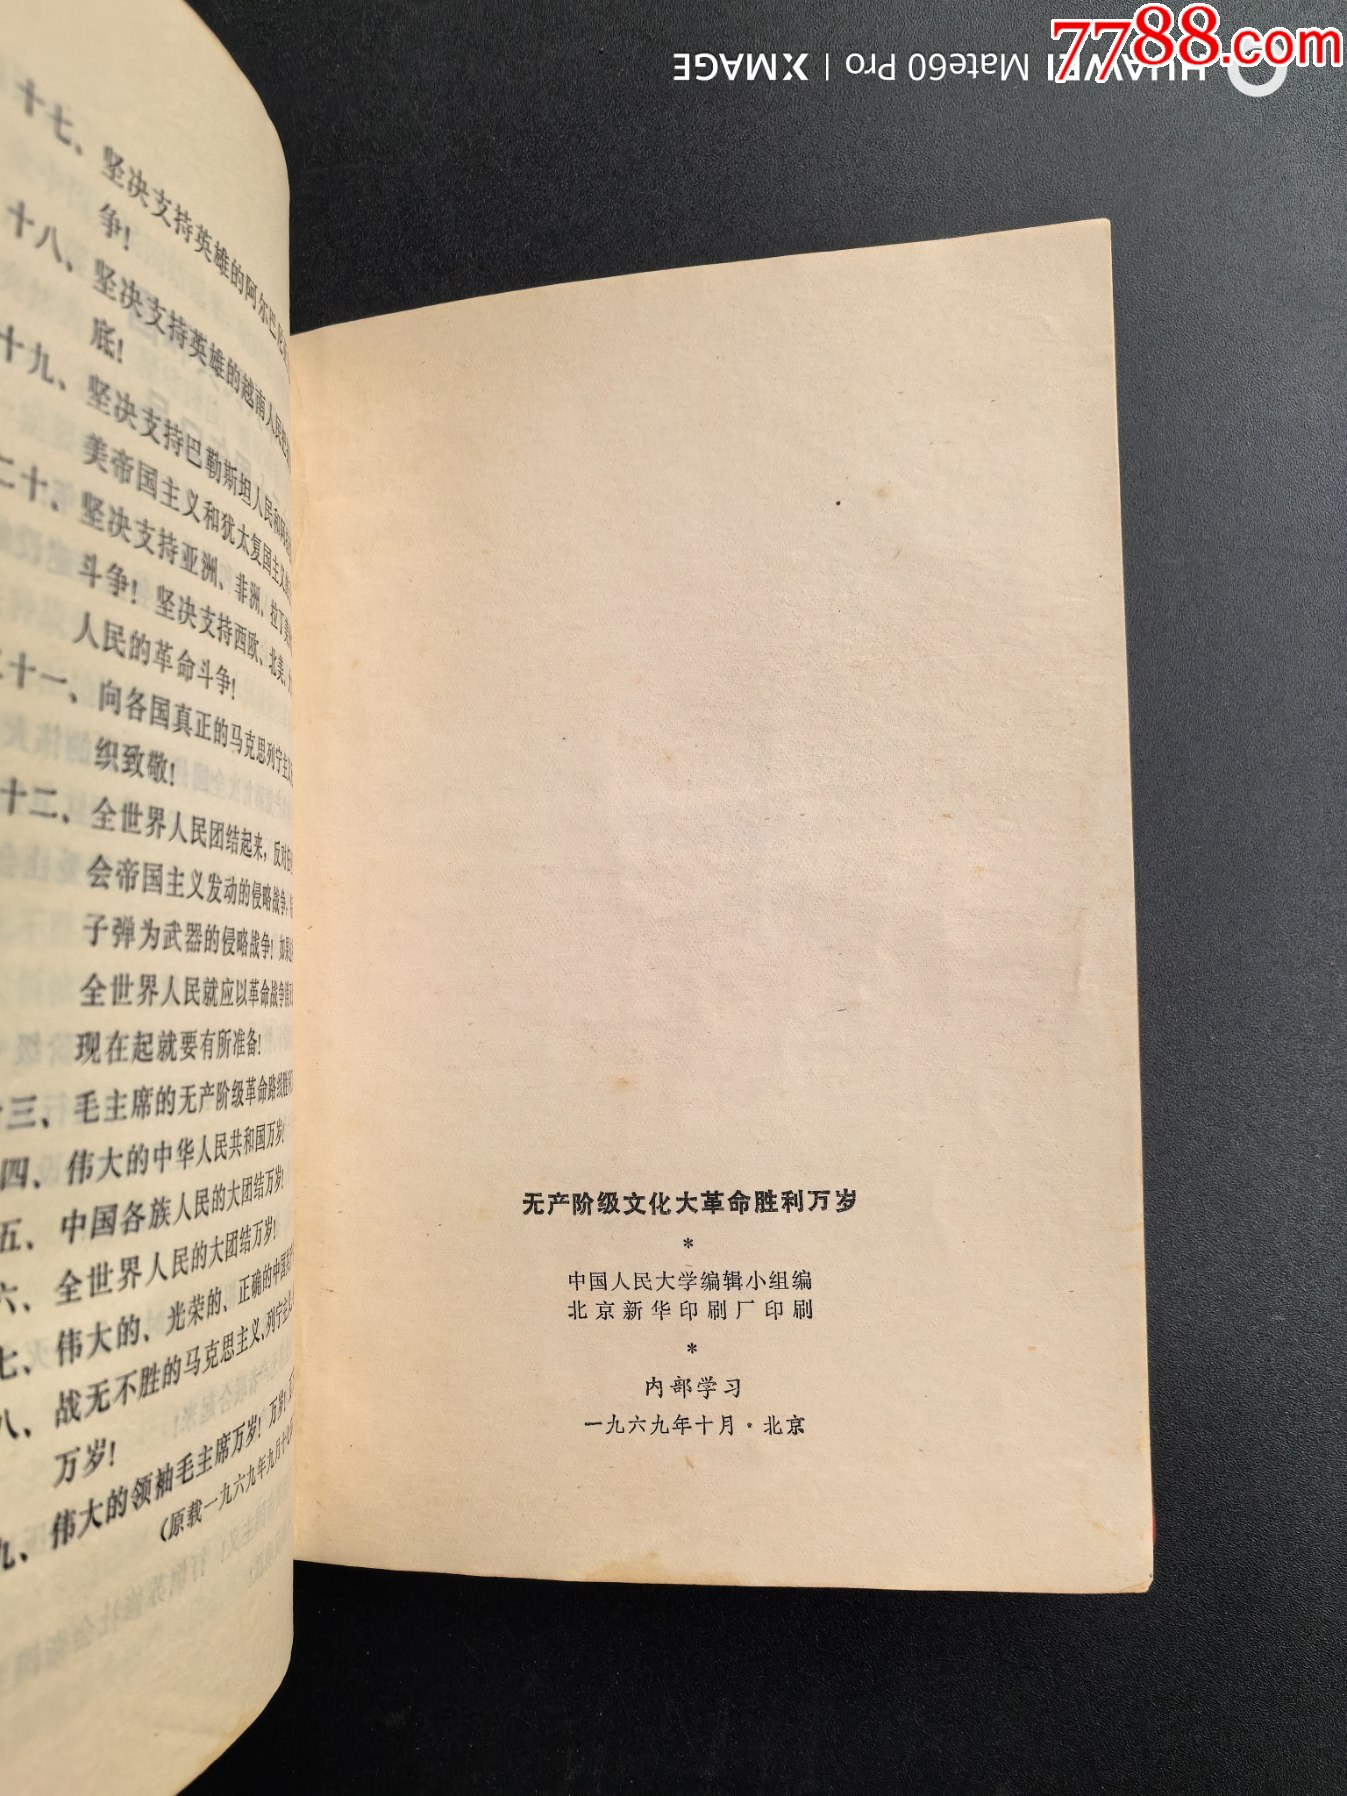 7788.com
HUAWEI Mate60 Pro | XMAGE
十七、坚决支持英雄的阿尔巴尼亚
争！
十八、坚决支持英雄的越南人民
底！
十九、坚决支持巴勒斯坦人民和阿拉
美帝国主义和犹太复国主义
二十、坚决支持亚洲、非洲、拉丁美
斗争！坚决支持西欧、北美、
人民的革命斗争！
十一、向各国真正的马克思列宁主
织致敬！
十二、全世界人民团结起来，反对
会帝国主义发动的侵略战争，
子弹为武器的侵略战争！如果
全世界人民就应以革命战争
现在起就要有所准备！
三、毛主席的无产阶级革命路线胜利
四、伟大的中华人民共和国万岁！
五、中国各族人民的大团结万岁！
六、全世界人民的大团结万岁！
七、伟大的、光荣的、正确的中国
八、战无不胜的马克思主义、列宁主
万岁！
九、伟大的领袖毛主席万岁！万岁！
（原载一九六九年九月十七
无产阶级文化大革命胜利万岁
*
中国人民大学编辑小组编
北京新华印刷厂印刷
*
内部学习
一九六九年十月·北京